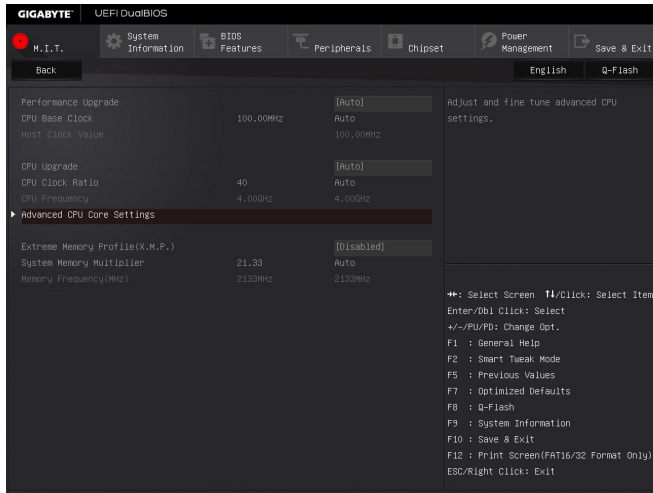 GIGABYTE™ UEFI DualBIOS
M.I.T. System Information BIOS Features Peripherals Chipset Power Management Save & Exit
Back English Q-Flash
Performance Upgrade [Auto]
CPU Base Clock 100.00MHz Auto
Host Clock Value 100.00MHz
CPU Upgrade [Auto]
CPU Clock Ratio 40 Auto
CPU Frequency 4.00GHz 4.00GHz
Advanced CPU Core Settings
Extreme Memory Profile(X.M.P.) [Disabled]
System Memory Multiplier 21.33 Auto
Memory Frequency(MHz) 2133MHz 2133MHz
Adjust and fine tune advanced CPU
settings.
→←: Select Screen ↑↓/Click: Select Item
Enter/Dbl Click: Select
+/-/PU/PD: Change Opt.
F1 : General Help
F2 : Smart Tweak Mode
F5 : Previous Values
F7 : Optimized Defaults
F8 : Q-Flash
F9 : System Information
F10 : Save & Exit
F12 : Print Screen(FAT16/32 Format Only)
ESC/Right Click: Exit